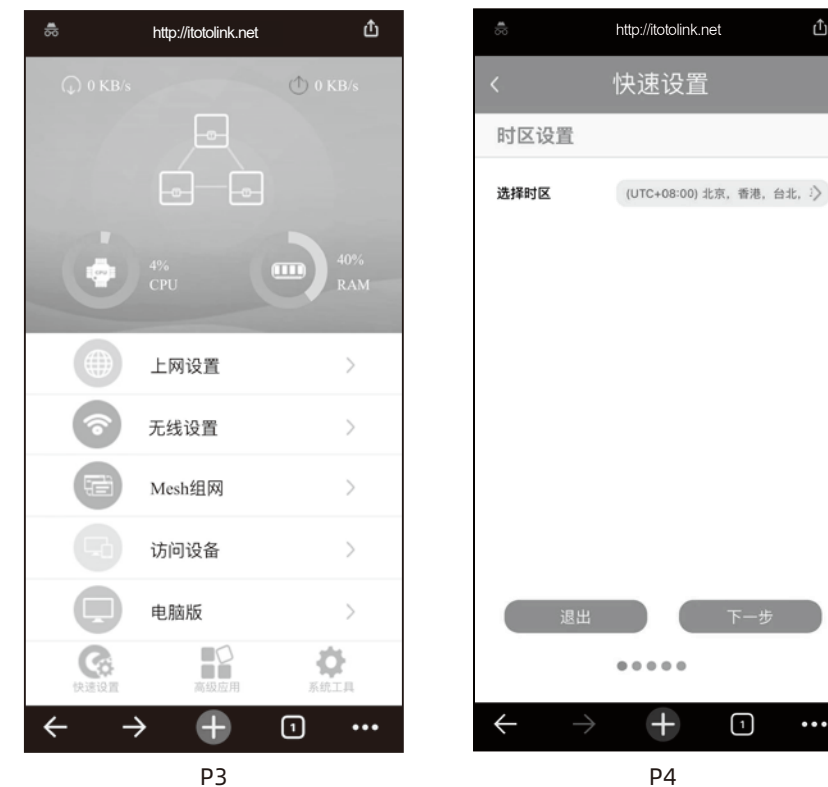 http://itotolink.net
0 KB/s
0 KB/s
CPU
4%
CPU
40%
RAM
上网设置
无线设置
Mesh组网
访问设备
电脑版
快速设置
高级应用
系统工具
1
P3
http://itotolink.net
快速设置
时区设置
选择时区
(UTC+08:00) 北京，香港，台北，
退出
下一步
1
P4